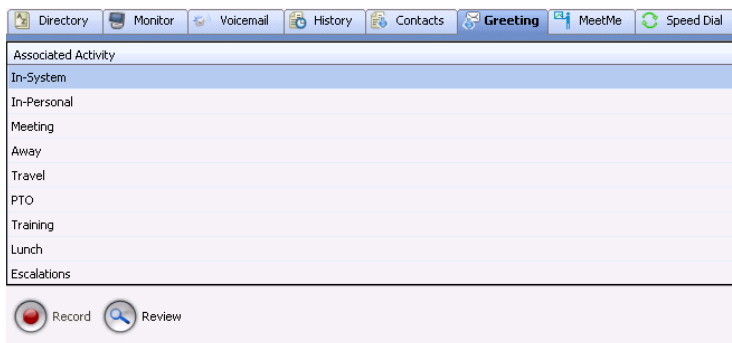 Directory Monitor Voicemail History Contacts Greeting MeetMe Speed Dial
Associated Activity
In-System
In-Personal
Meeting
Away
Travel
PTO
Training
Lunch
Escalations
Record Review